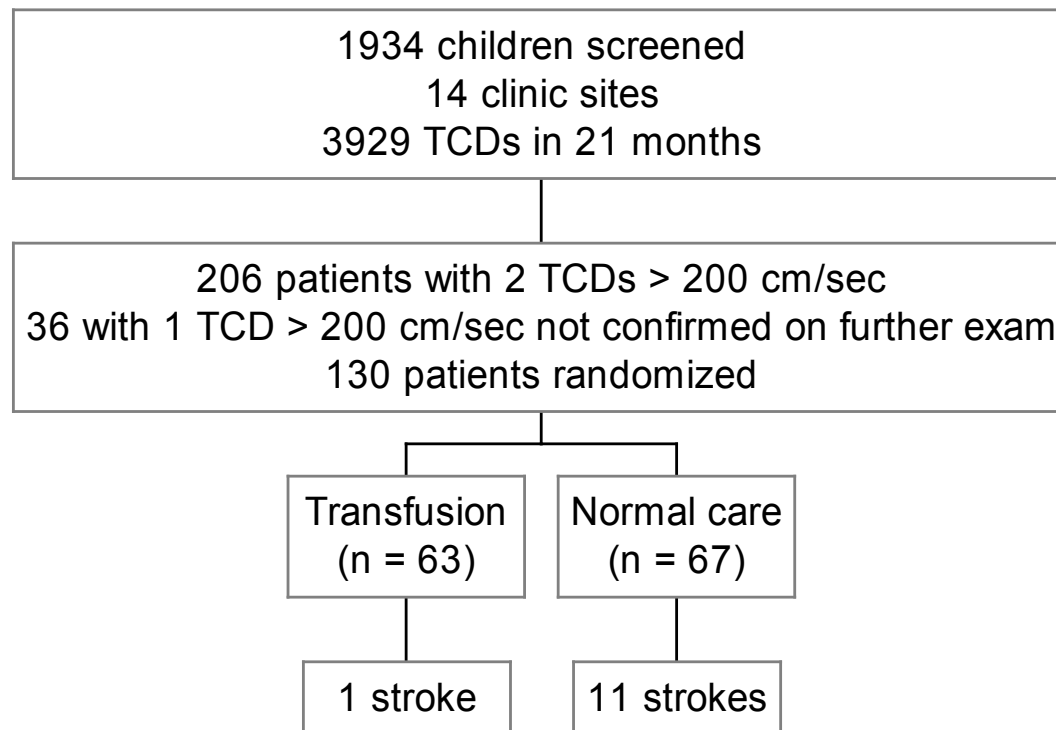 1934 children screened
14 clinic sites
3929 TCDs in 21 months
206 patients with 2 TCDs > 200 cm/sec
36 with 1 TCD > 200 cm/sec not confirmed on further exam
130 patients randomized
Transfusion
(n = 63)
Normal care
(n = 67)
1 stroke
11 strokes